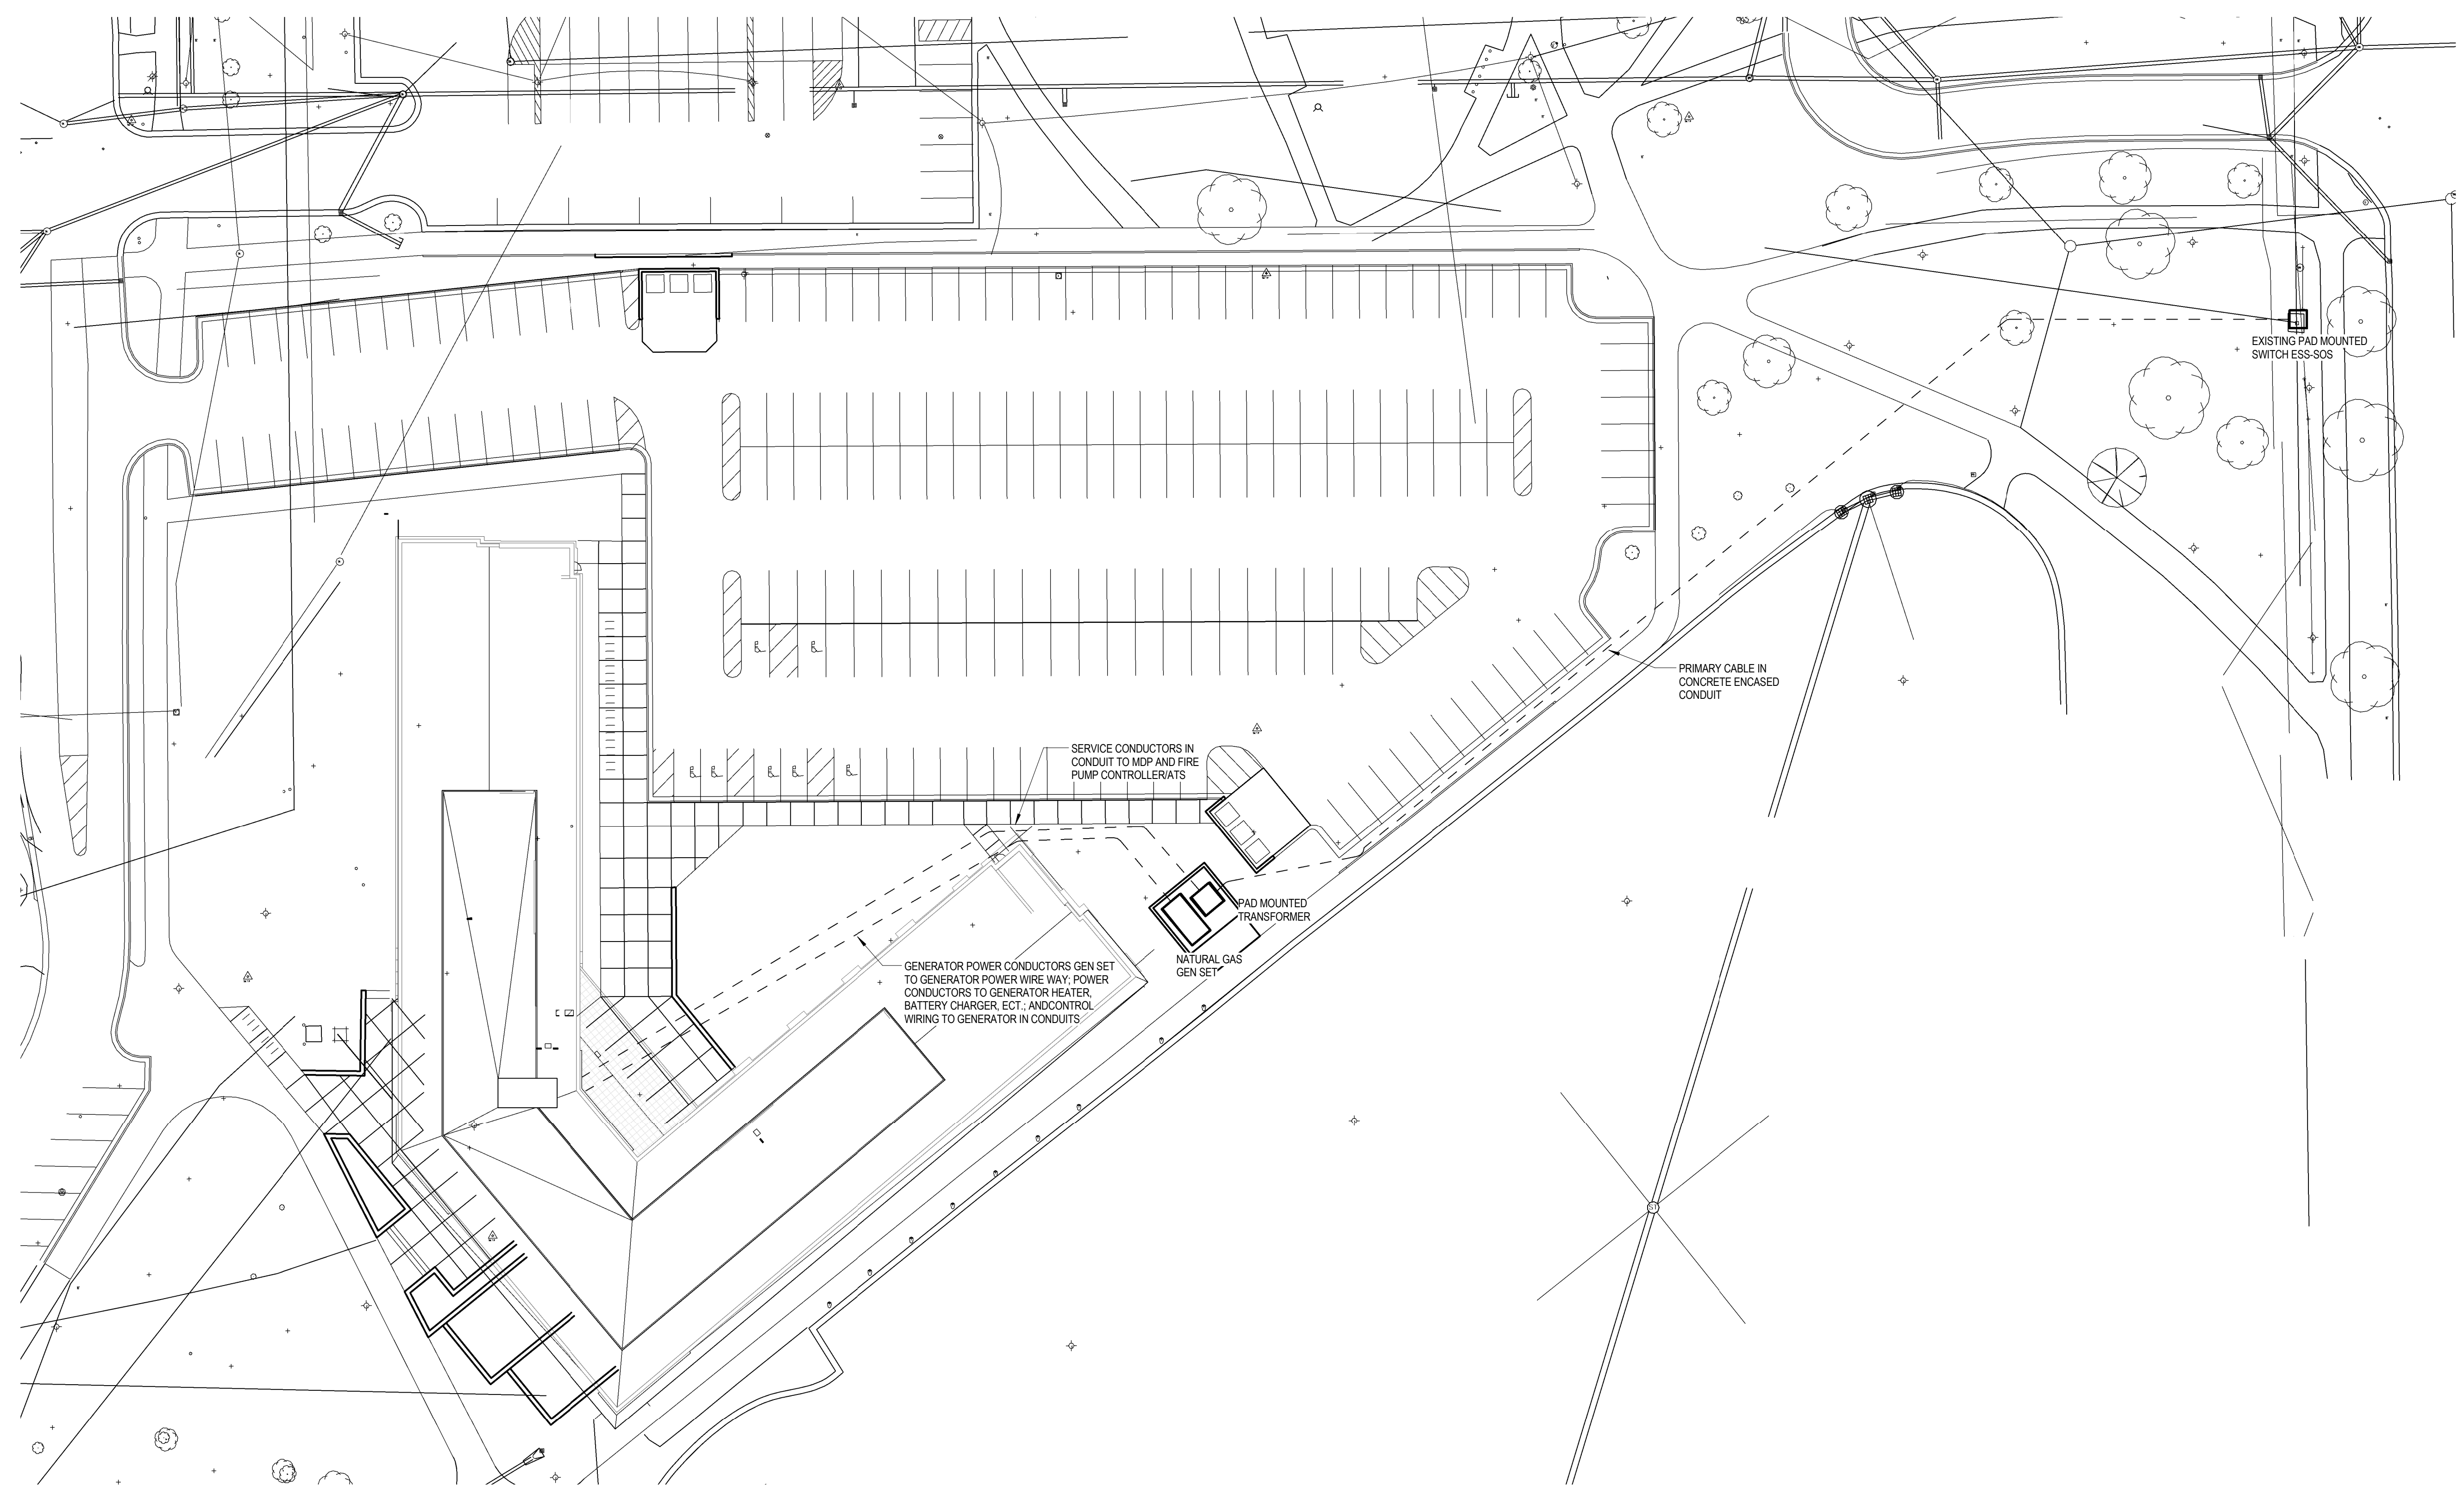 EXISTING PAD MOUNTED
SWITCH ESS-SOS
PRIMARY CABLE IN
CONCRETE ENCASED
CONDUIT
SERVICE CONDUCTORS IN
CONDUIT TO MDP AND FIRE
PUMP CONTROLLER/ATS
PAD MOUNTED
TRANSFORMER
NATURAL GAS
GEN SET
GENERATOR POWER CONDUCTORS GEN SET
TO GENERATOR POWER WIRE WAY; POWER
CONDUCTORS TO GENERATOR HEATER,
BATTERY CHARGER, ECT.; ANDCONTROL
WIRING TO GENERATOR IN CONDUITS
ST